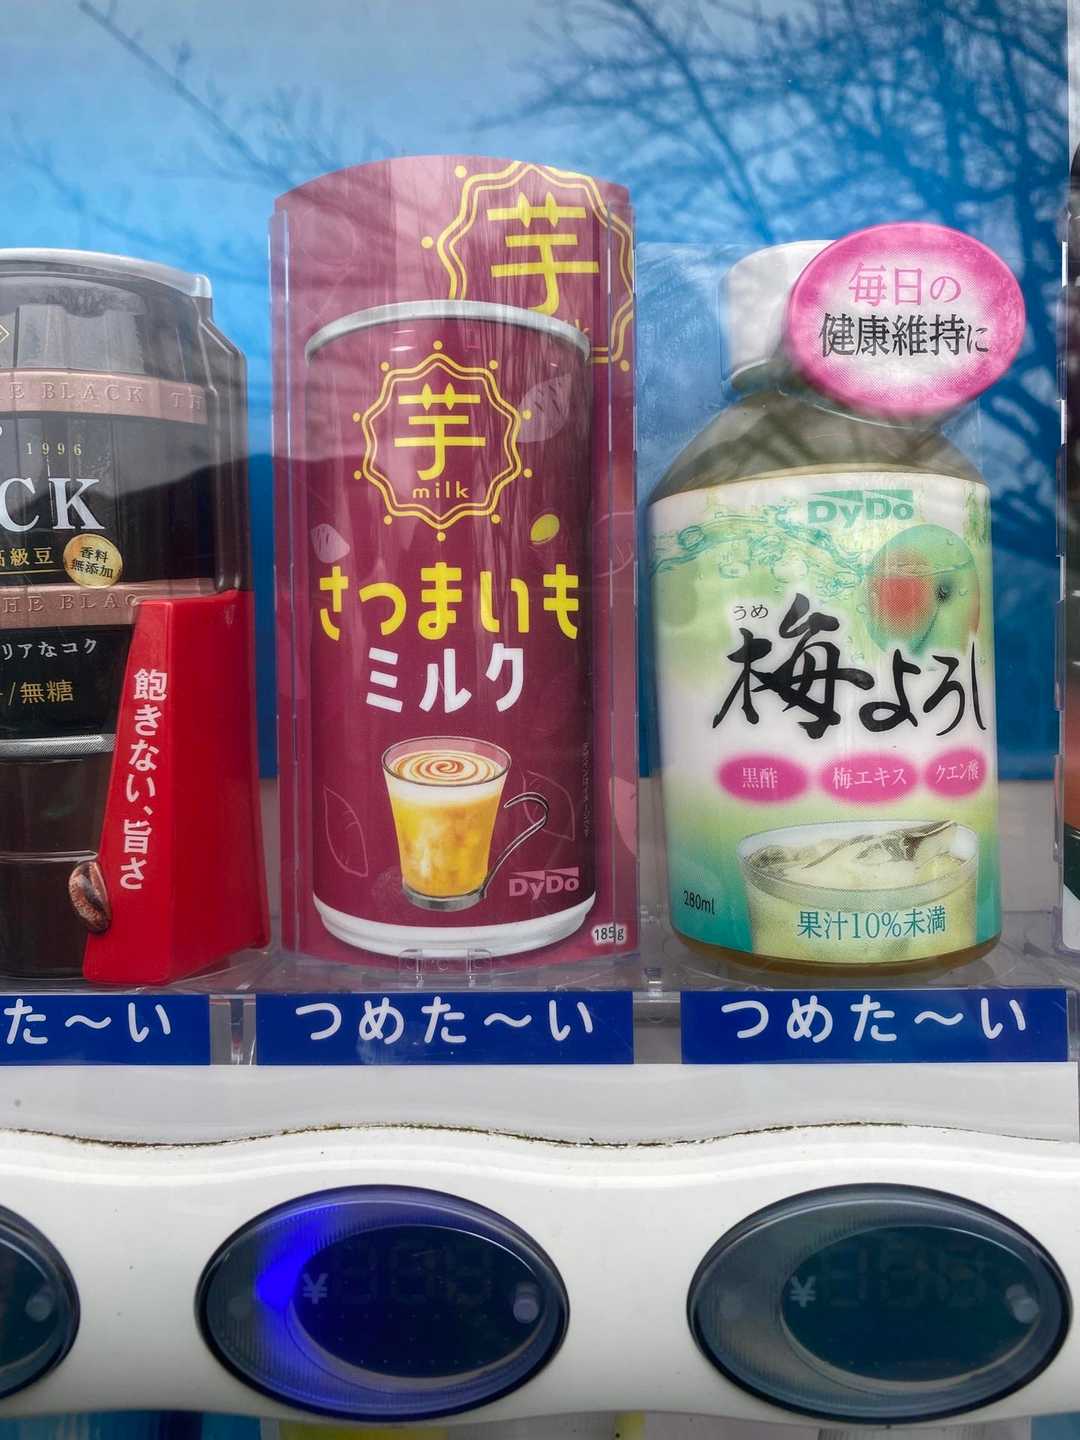 THE BLACK TH
1996
CK
高級豆
香料
無添加
THE BLAC
リアなコク
/無糖
飽きない、旨さ
芋
芋
milk
さつまいも
ミルク
DyDo
185g
毎日の
健康維持に
DyDo
うめ
梅よろし
黒酢
梅エキス
クエン酸
280ml
果汁10%未満
た〜い
つめた〜い
つめた〜い
¥
¥